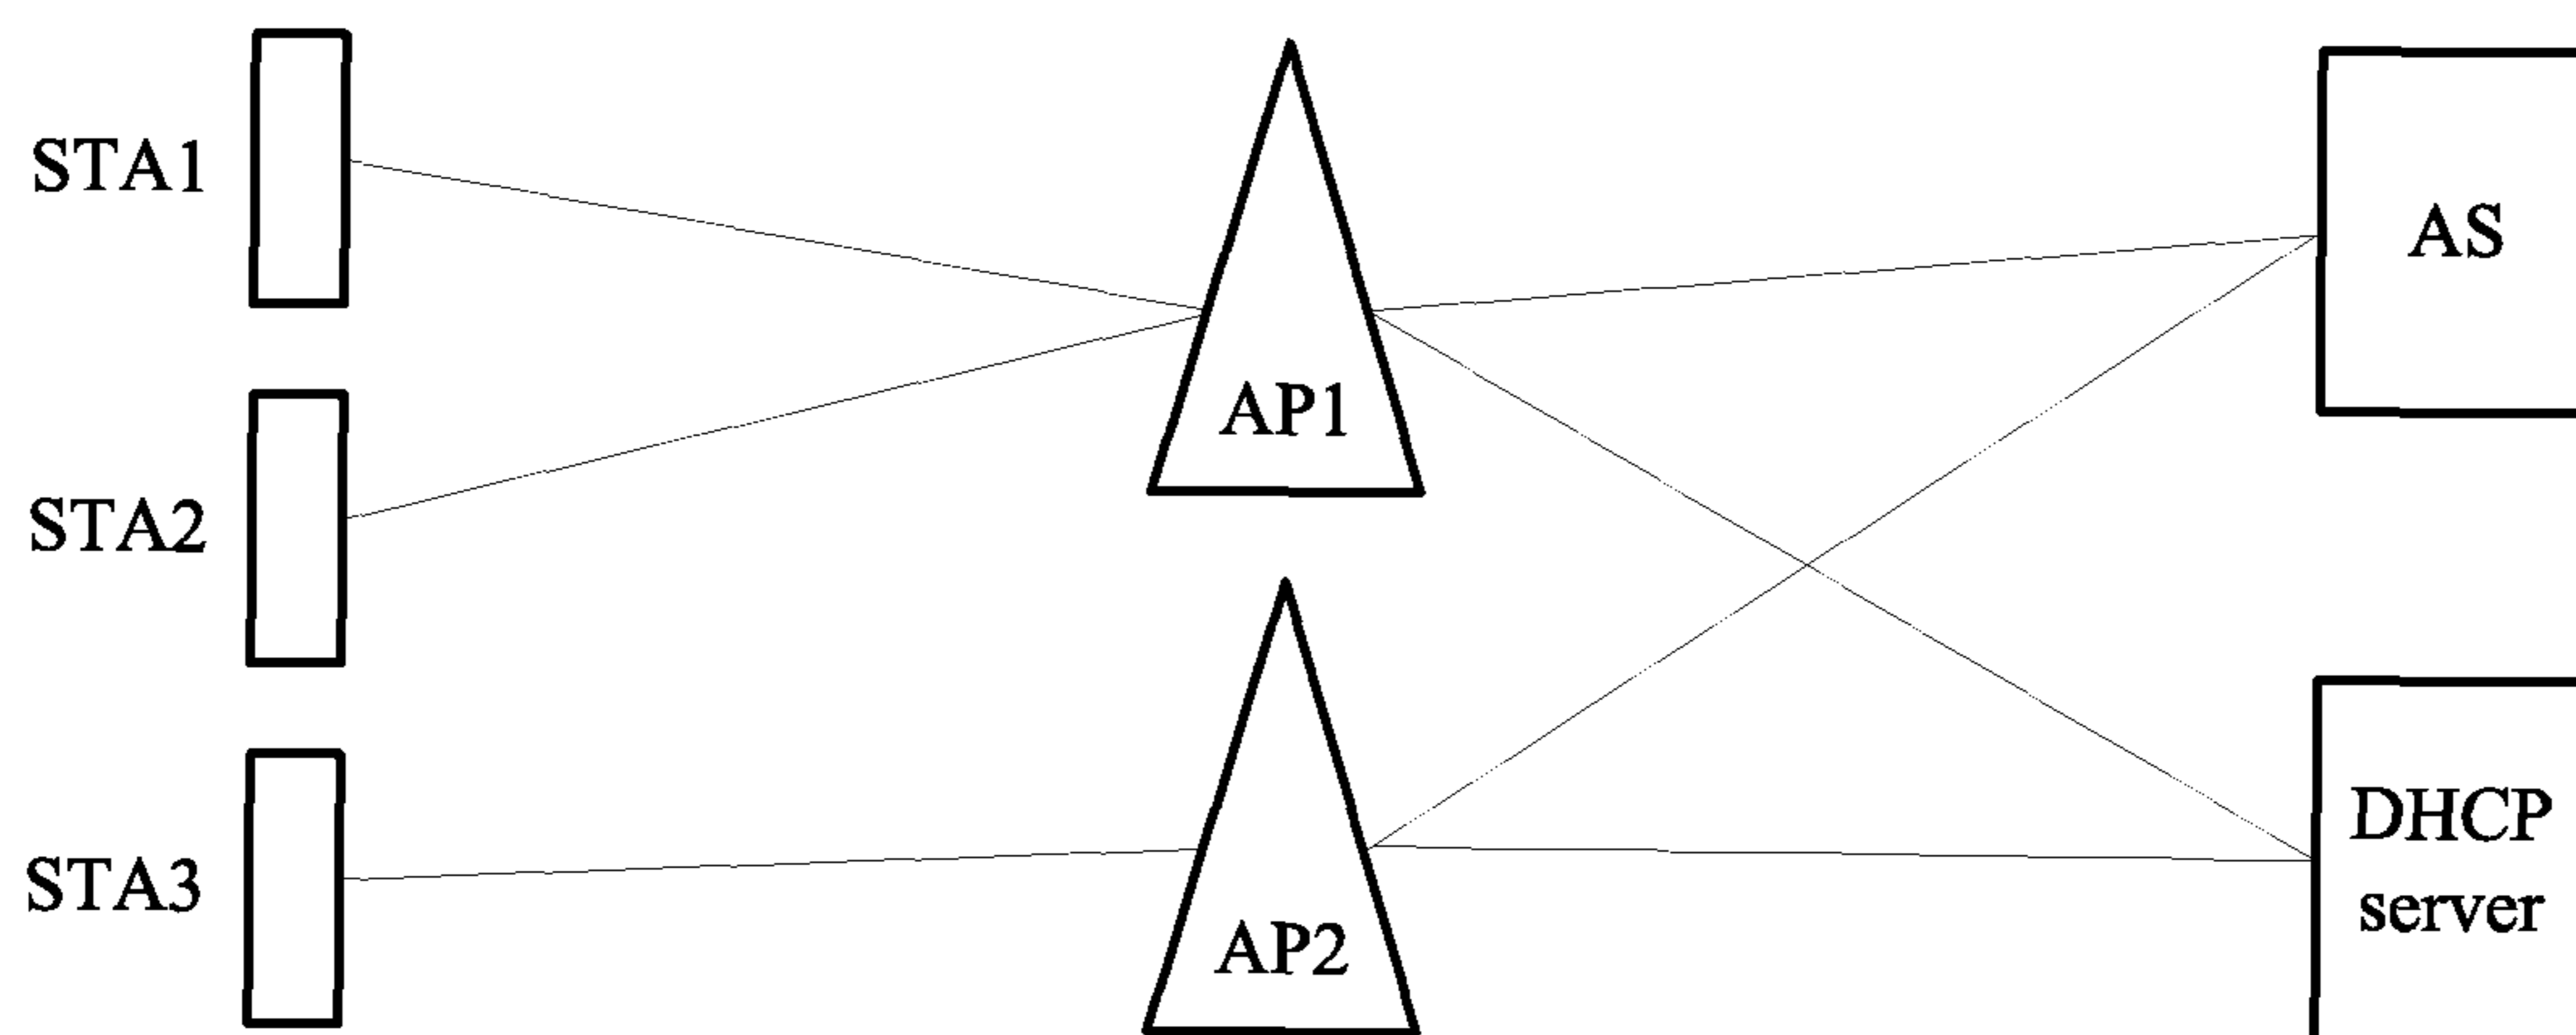 STA1
STA2
STA3
AP1
AP2
AS
DHCP
server